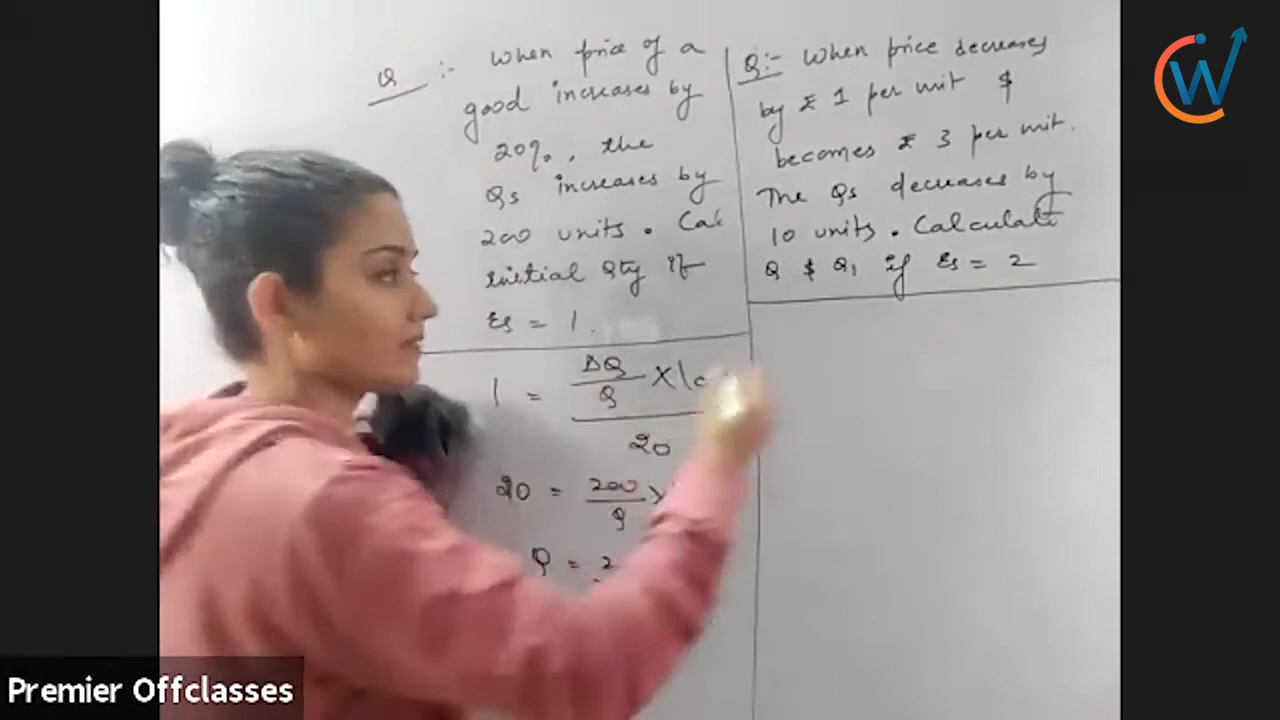 Q :- When price of a
good increases by
20%, the
Qs increases by
200 units. Cal
initial Qty if
Es = 1.
1 = ΔQ/Q X 10
20
20 = 200/Q X
Q = 2
Q:- When price decreases
by ₹ 1 per unit &
becomes ₹ 3 per unit.
The Qs decreases by
10 units. Calculate
Q & Q1 if Es = 2
W
Premier Offclasses